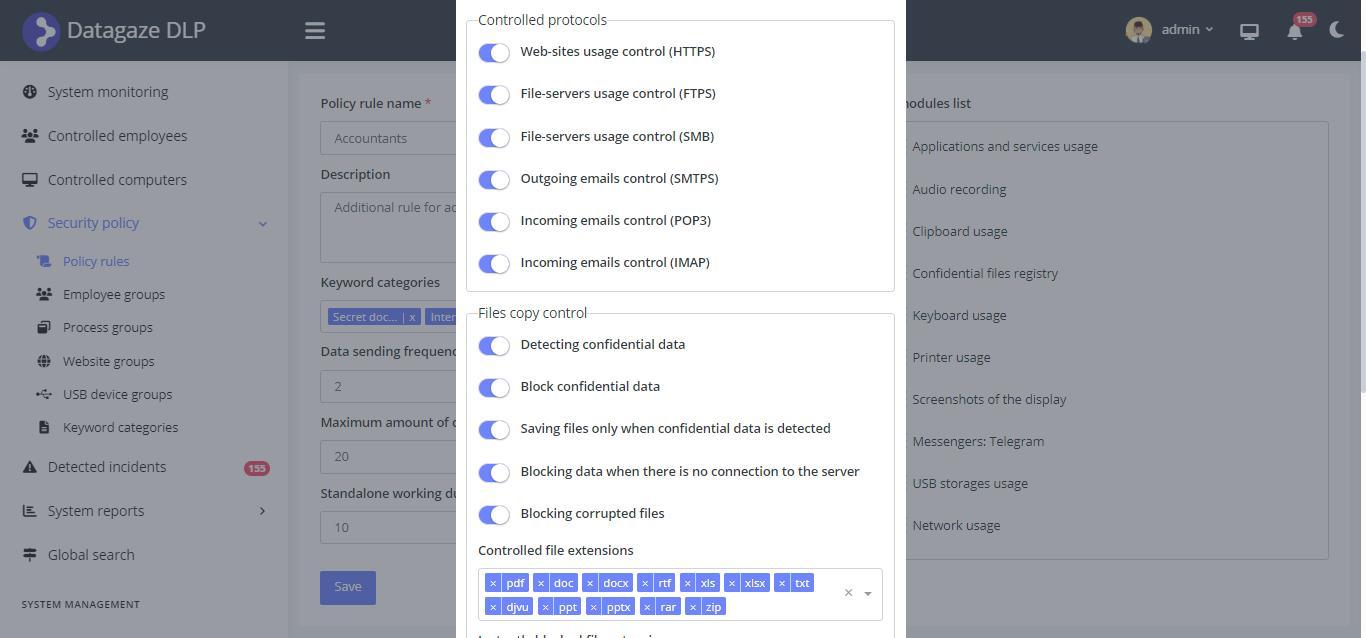 Datagaze DLP
admin
155
System monitoring
Controlled employees
Controlled computers
Security policy
Policy rules
Employee groups
Process groups
Website groups
USB device groups
Keyword categories
Detected incidents
155
System reports
Global search
SYSTEM MANAGEMENT
Policy rule name *
Accountants
Description
Additional rule for
Keyword categories
Secret doc... | x
Data sending
2
Maximum amount of
20
Standalone working
10
Save
Controlled protocols
Web-sites usage control (HTTPS)
File-servers usage control (FTPS)
File-servers usage control (SMB)
Outgoing emails control (SMTPS)
Incoming emails control (POP3)
Incoming emails control (IMAP)
Files copy control
Detecting confidential data
Block confidential data
Saving files only when confidential data is detected
Blocking data when there is no connection to the server
Blocking corrupted files
Controlled file extensions
× pdf × doc × docx × rtf × xls × xlsx × txt
× djvu × ppt × pptx × rar × zip
list
Applications and services usage
Audio recording
Clipboard usage
Confidential files registry
Keyboard usage
Printer usage
Screenshots of the display
Messengers: Telegram
USB storages usage
Network usage